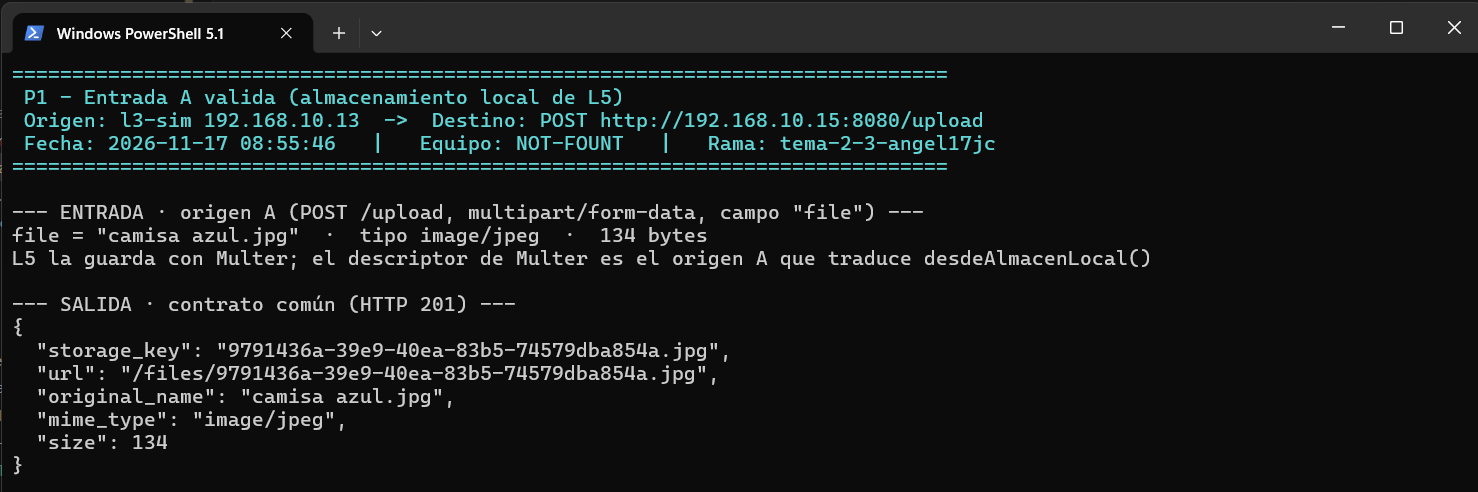 Windows PowerShell 5.1
==============================================================================
P1 - Entrada A valida (almacenamiento local de L5)
Origen: l3-sim 192.168.10.13  ->  Destino: POST http://192.168.10.15:8080/upload
Fecha: 2026-11-17 08:55:46   |   Equipo: NOT-FOUNT   |   Rama: tema-2-3-angel17jc
==============================================================================
--- ENTRADA · origen A (POST /upload, multipart/form-data, campo "file") ---
file = "camisa azul.jpg"  ·  tipo image/jpeg  ·  134 bytes
L5 la guarda con Multer; el descriptor de Multer es el origen A que traduce desdeAlmacenLocal()
--- SALIDA · contrato común (HTTP 201) ---
{
  "storage_key": "9791436a-39e9-40ea-83b5-74579dba854a.jpg",
  "url": "/files/9791436a-39e9-40ea-83b5-74579dba854a.jpg",
  "original_name": "camisa azul.jpg",
  "mime_type": "image/jpeg",
  "size": 134
}